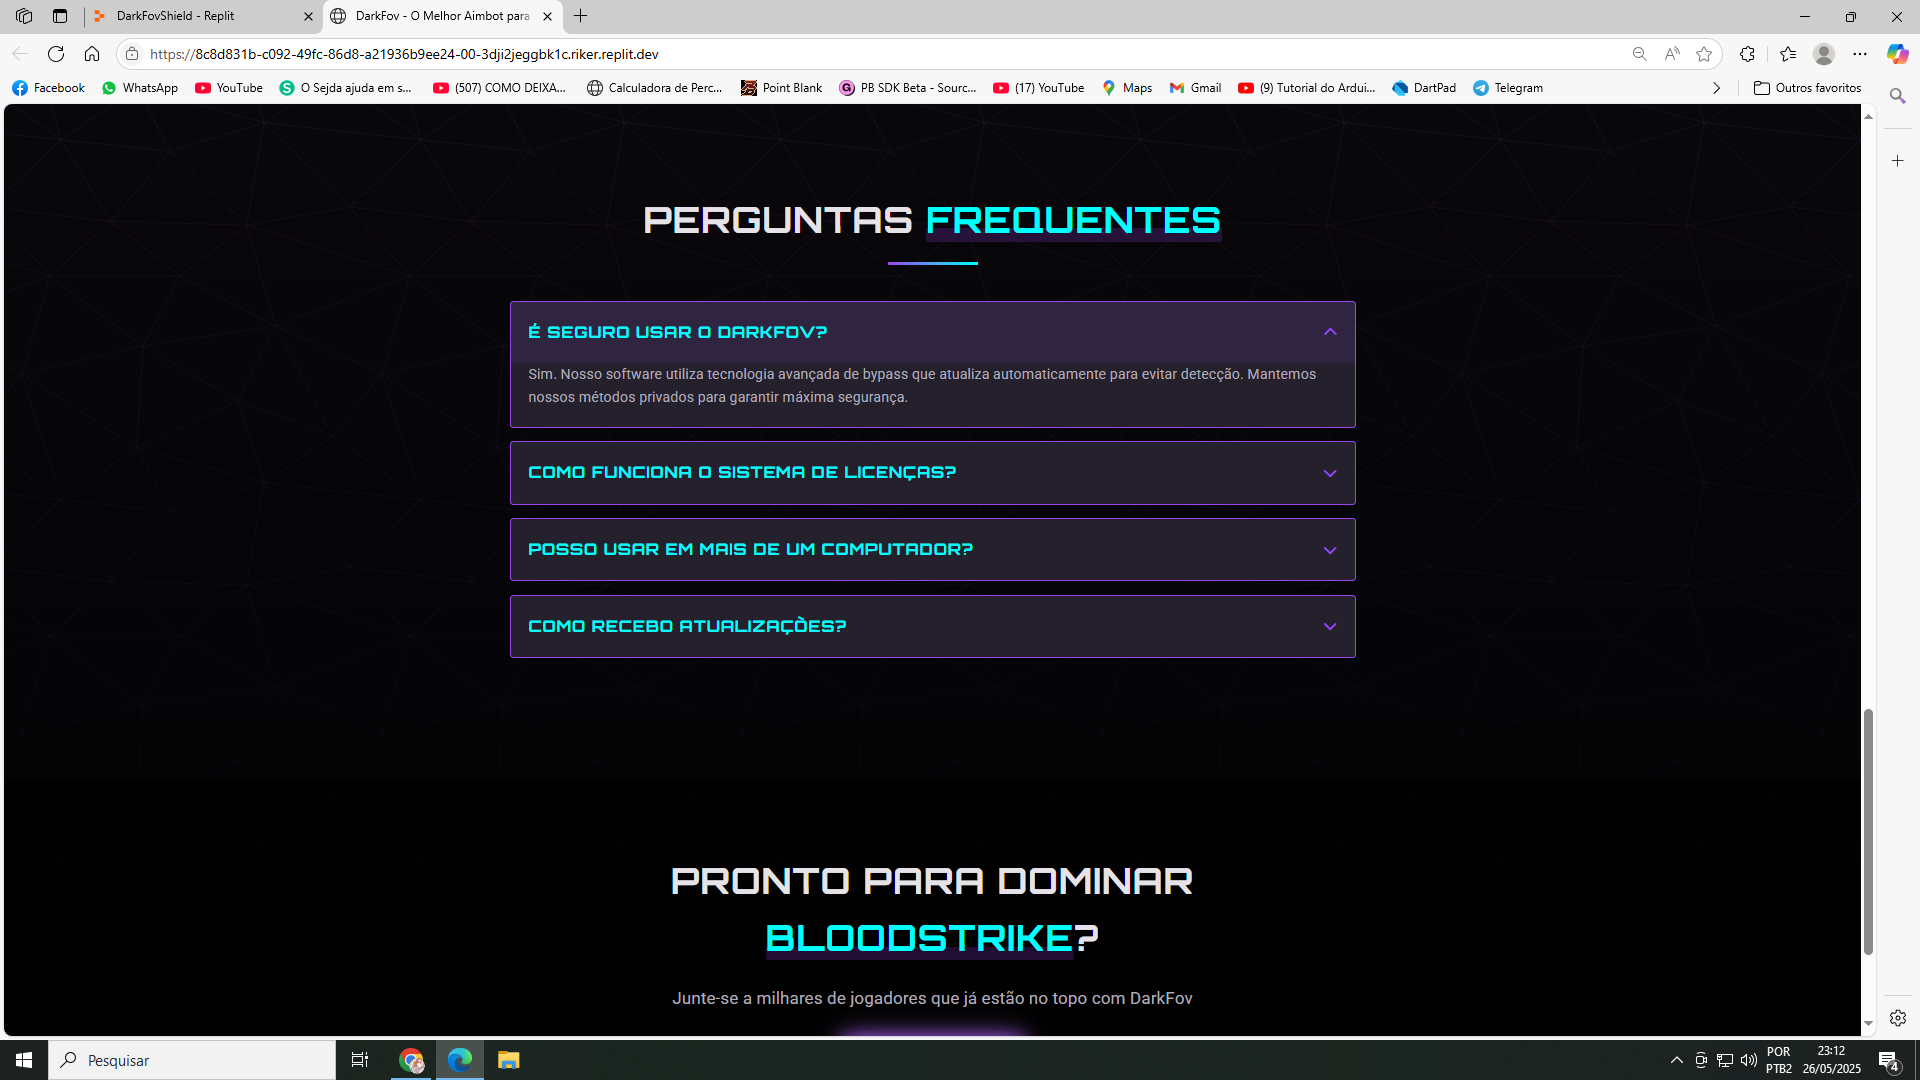 DarkFovShield - Replit
DarkFov - O Melhor Aimbot para
https://8c8d831b-c092-49fc-86d8-a21936b9ee24-00-3dji2jeggbk1c.riker.replit.dev
Facebook
WhatsApp
YouTube
O Sejda ajuda em s...
(507) COMO DEIXA...
Calculadora de Perc...
Point Blank
PB SDK Beta - Sourc...
(17) YouTube
Maps
Gmail
(9) Tutorial do Ardui...
DartPad
Telegram
Outros favoritos
PERGUNTAS FREQUENTES
É SEGURO USAR O DARKFOV?
Sim. Nosso software utiliza tecnologia avançada de bypass que atualiza automaticamente para evitar detecção. Mantemos
nossos métodos privados para garantir máxima segurança.
COMO FUNCIONA O SISTEMA DE LICENÇAS?
POSSO USAR EM MAIS DE UM COMPUTADOR?
COMO RECEBO ATUALIZAÇÕES?
PRONTO PARA DOMINAR
BLOODSTRIKE?
Junte-se a milhares de jogadores que já estão no topo com DarkFov
Pesquisar
POR
PTB2
23:12
26/05/2025
4